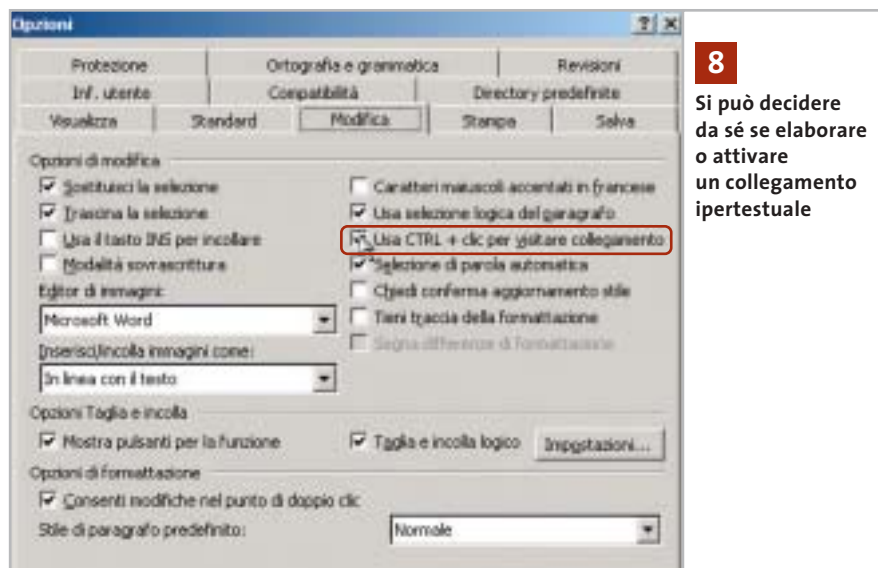 Opzioni
Protezione Ortografia e grammatica Revisioni
Inf. utente Compatibilità Directory predefinite
Visualizza Standard Modifica Stampa Salva
Opzioni di modifica
Sostituisci la selezione
Trascina la selezione
Usa il tasto INS per incollare
Modalità sovrascrittura
Editor di immagini:
Microsoft Word
Inserisci/incolla immagini come:
In linea con il testo
Caratteri maiuscoli accentati in francese
Usa selezione logica del paragrafo
Usa CTRL + clic per visitare collegamento
Selezione di parola automatica
Chiedi conferma aggiornamento stile
Tieni traccia della formattazione
Segna differenze di formattazione
Opzioni Taglia e incolla
Mostra pulsanti per la funzione
Taglia e incolla logico Impostazioni...
Opzioni di formattazione
Consenti modifiche nel punto di doppio clic
Stile di paragrafo predefinito: Normale
8
Si può decidere
da sé se elaborare
o attivare
un collegamento
ipertestuale